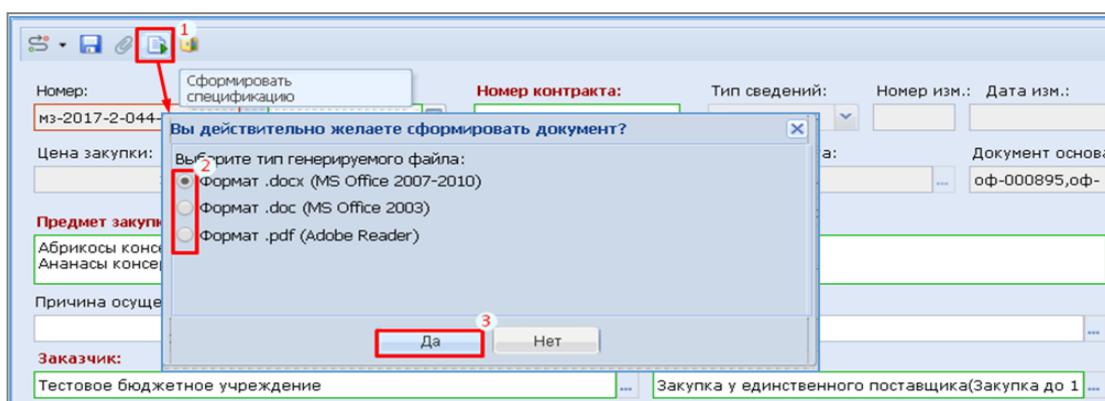 1
Сформировать
спецификацию
Номер:
Номер контракта:
Тип сведений:
Номер изм.:
Дата изм.:
мз-2017-2-044-
Вы действительно желаете сформировать документ?
Цена закупки:
Выберите тип генерируемого файла:
а:
Документ основа
2
Формат .docx (MS Office 2007-2010)
оф-000895,оф-
Формат .doc (MS Office 2003)
Предмет закупк
Формат .pdf (Adobe Reader)
Абрикосы консе
Ананасы консер
Причина осуще
3
Да
Нет
Заказчик:
Тестовое бюджетное учреждение
Закупка у единственного поставщика(Закупка до 1